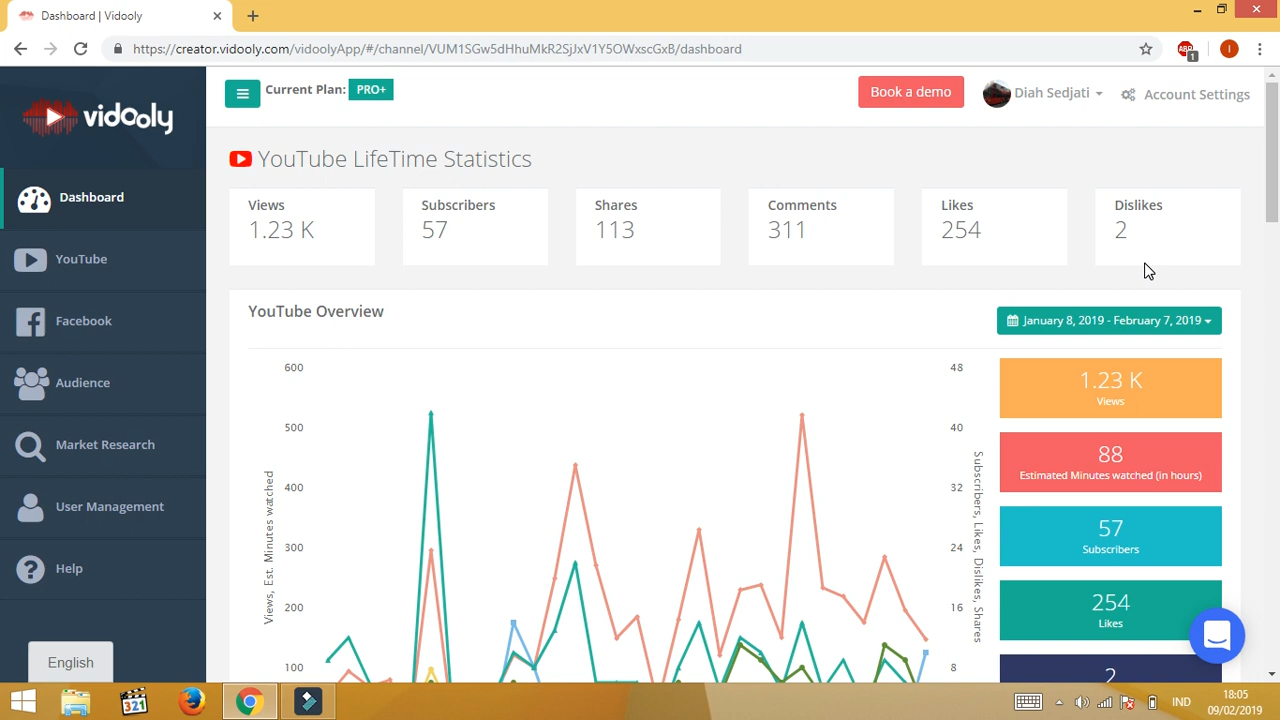 Dashboard | Vidooly
https://creator.vidooly.com/vidoolyApp/#/channel/VUM1SGw5dHhuMkR2SjJxV1Y5OWxscGxB/dashboard
ABP
1
I
vidooly
Current Plan: PRO+
Book a demo
Diah Sedjati
Account Settings
YouTube LifeTime Statistics
Views
1.23 K
Subscribers
57
Shares
113
Comments
311
Likes
254
Dislikes
2
Dashboard
YouTube
Facebook
Audience
Market Research
User Management
Help
English
YouTube Overview
January 8, 2019 - February 7, 2019
600
500
400
300
200
100
Views, Est. Minutes watched
48
40
32
24
16
8
Subscribers, Likes, Dislikes, Shares
1.23 K
Views
88
Estimated Minutes watched (in hours)
57
Subscribers
254
Likes
2
321
IND
18:05
09/02/2019